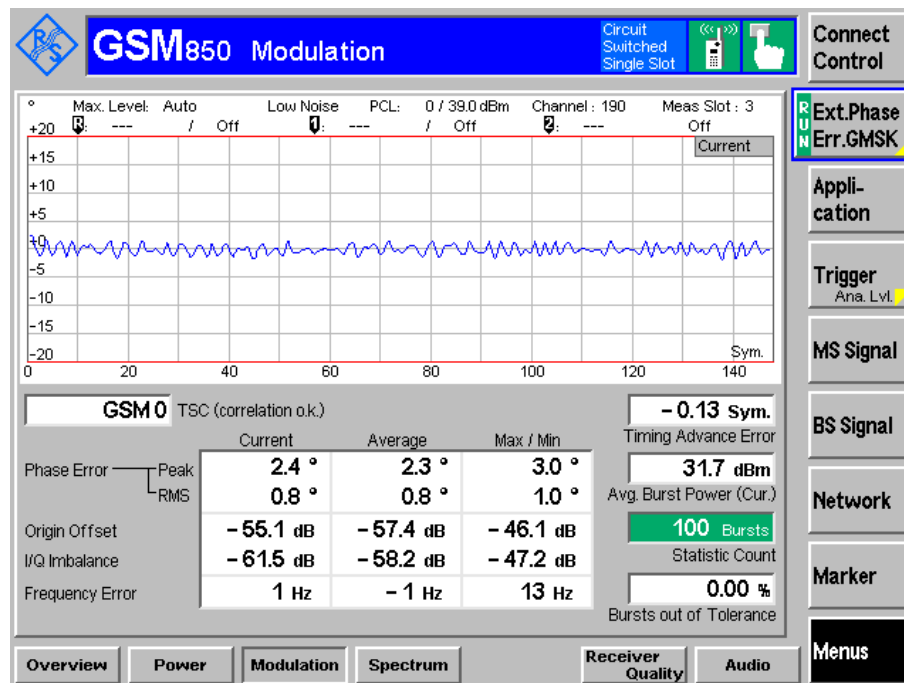 R&S
GSM850 Modulation
Circuit
Switched
Single Slot
Connect
Control
° Max. Level: Auto Low Noise PCL: 0 / 39.0 dBm Channel : 190 Meas Slot : 3
R: --- / Off 1: --- / Off 2: --- Off
+20
Current
+15
+10
+5
+0
-5
-10
-15
-20
Sym.
0 20 40 60 80 100 120 140
RUN
Ext.Phase
Err.GMSK
Appli-
cation
Trigger
Ana. Lvl.
MS Signal
BS Signal
Network
Marker
Menus
GSM 0 TSC (correlation o.k.)
Current Average Max / Min
Phase Error Peak 2.4 ° 2.3 ° 3.0 °
RMS 0.8 ° 0.8 ° 1.0 °
Origin Offset – 55.1 dB – 57.4 dB – 46.1 dB
I/Q Imbalance – 61.5 dB – 58.2 dB – 47.2 dB
Frequency Error 1 Hz – 1 Hz 13 Hz
– 0.13 Sym.
Timing Advance Error
31.7 dBm
Avg. Burst Power (Cur.)
100 Bursts
Statistic Count
0.00 %
Bursts out of Tolerance
Overview Power Modulation Spectrum Receiver Quality Audio